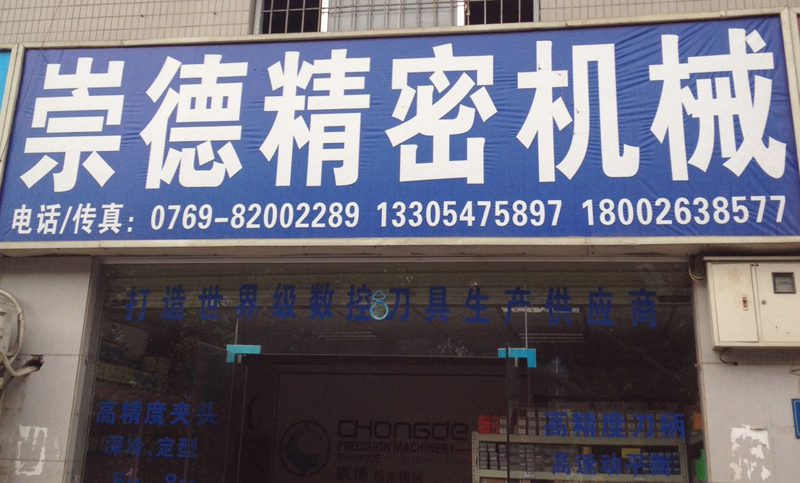 崇德精密机械
电话/传真：0769-82002289 13305475897 18002638577
打造世界级数控刀具生产供应商
高精度夹头
深冷、定型
高精度刀柄
高速动平衡
CHONGDE
PRECISION MACHINERY